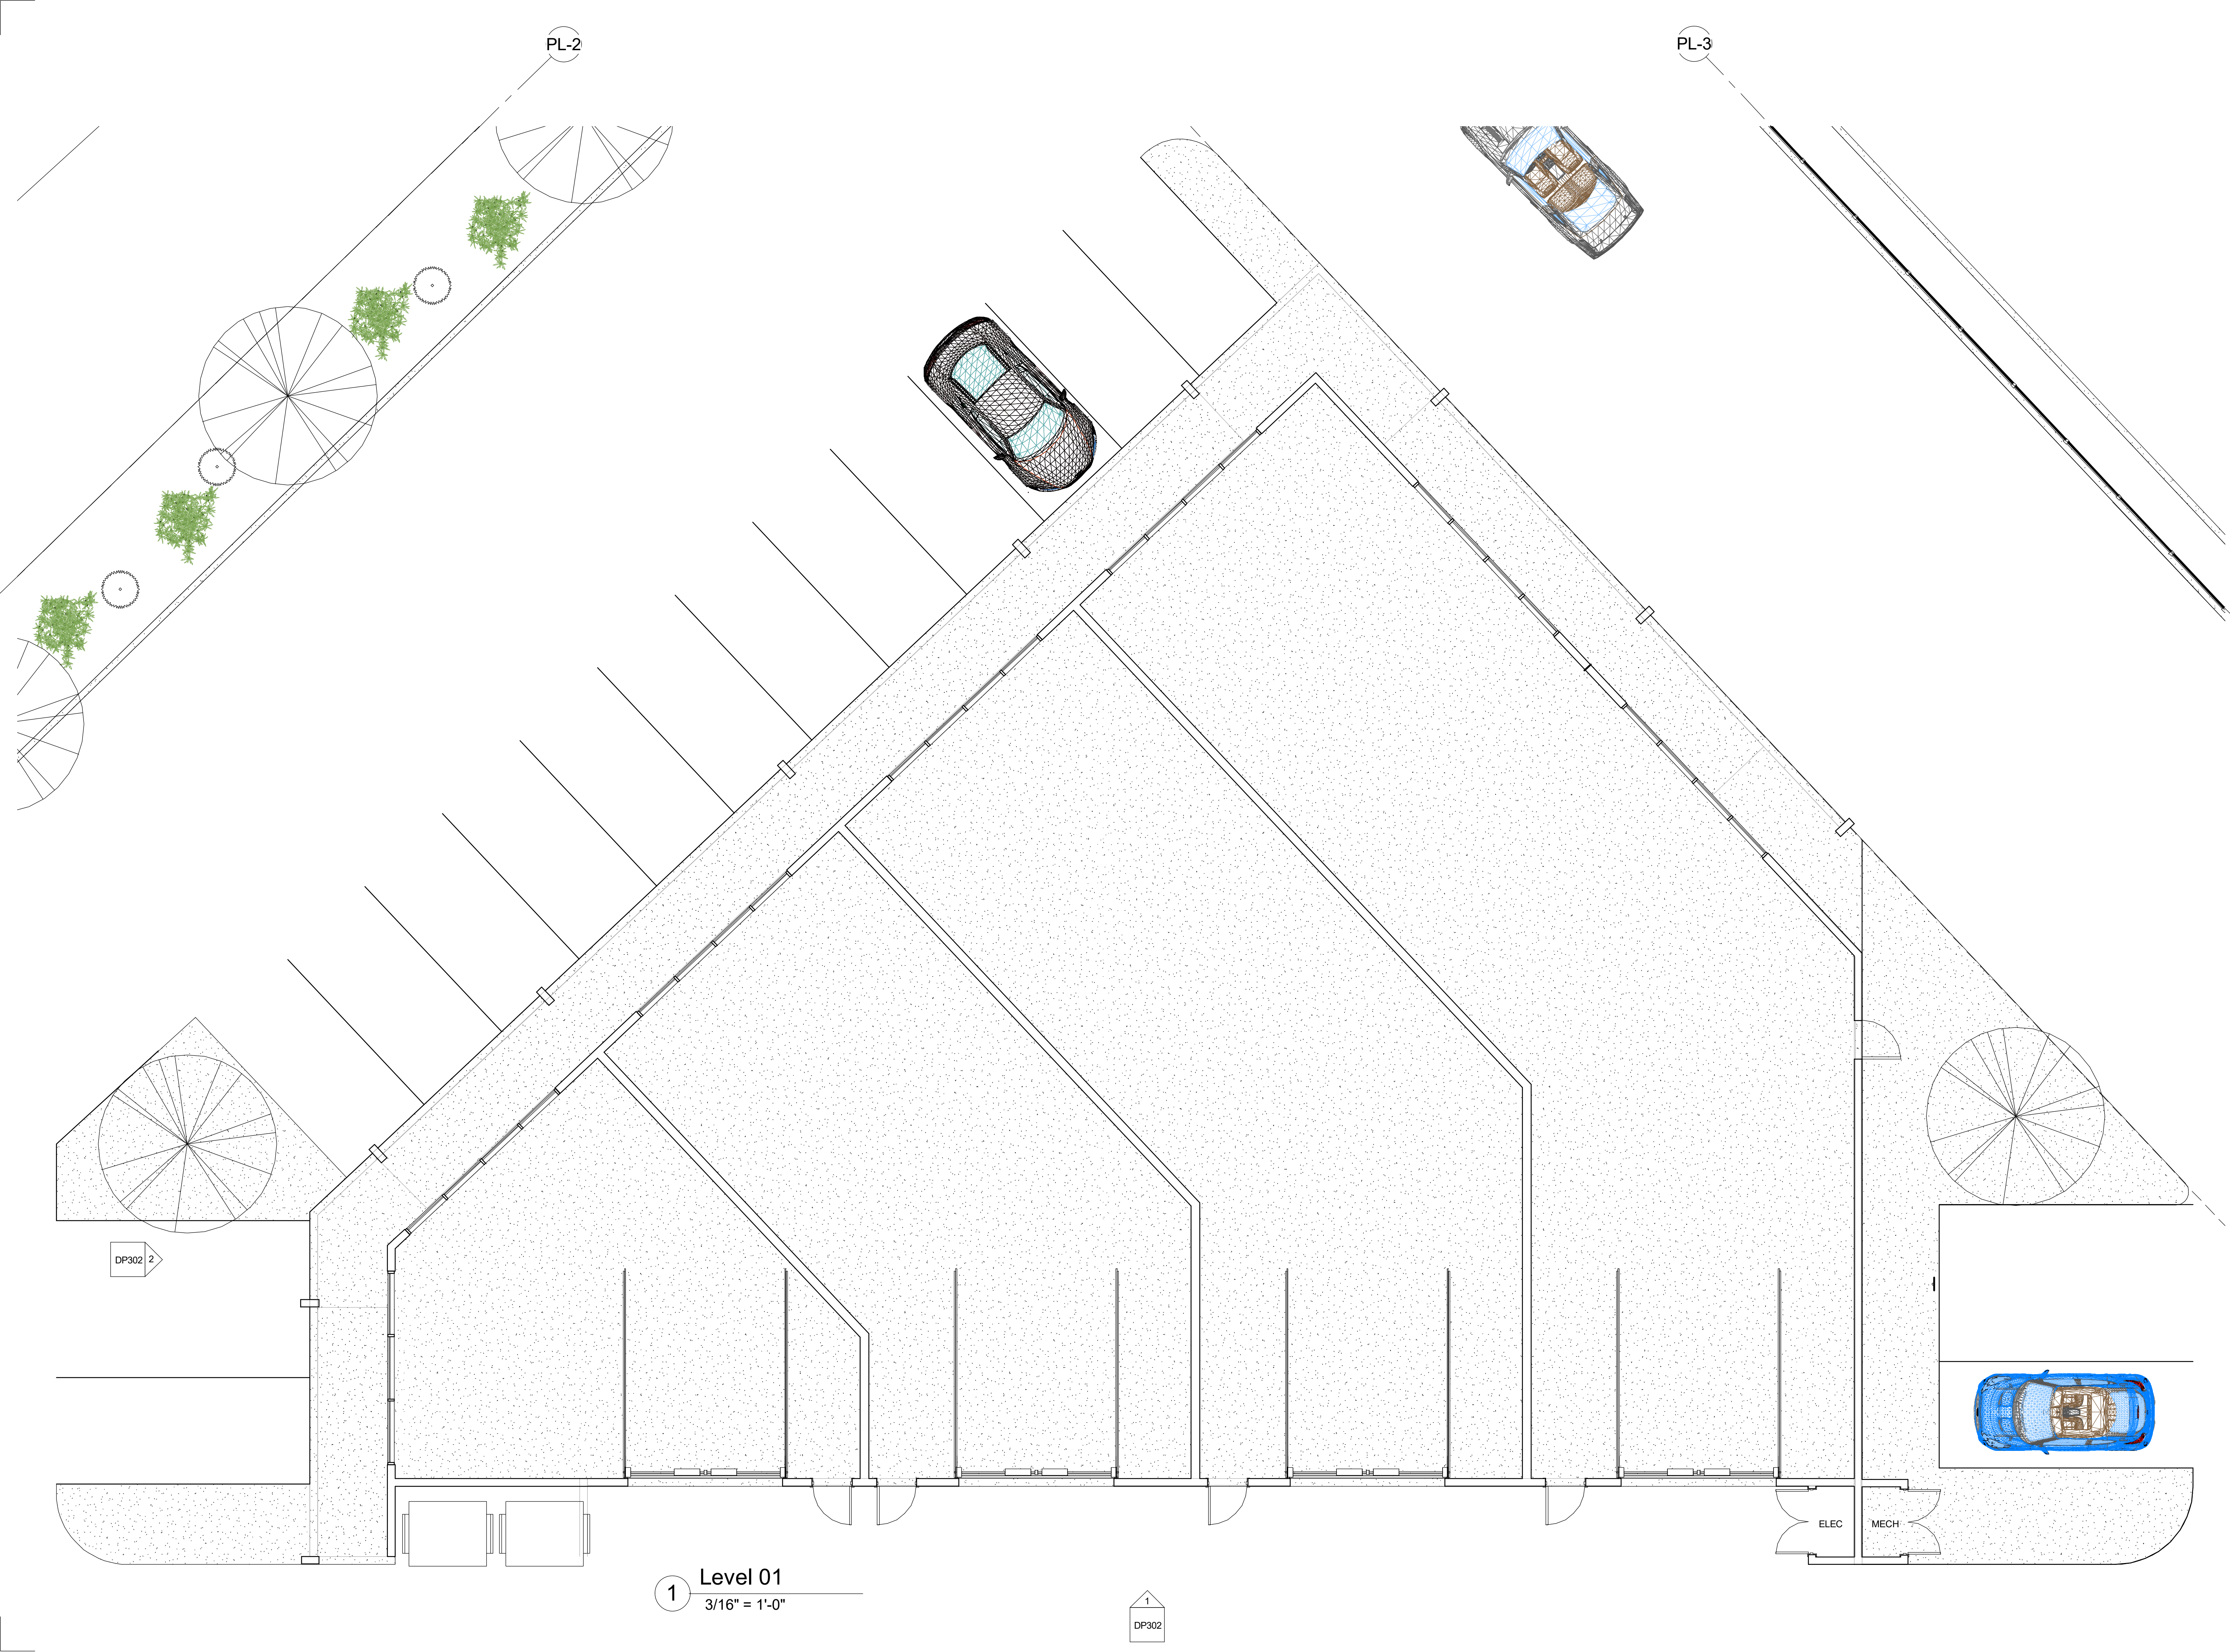 PL-2
PL-3
DP302 2
ELEC
MECH
1
Level 01
3/16" = 1'-0"
1
DP302